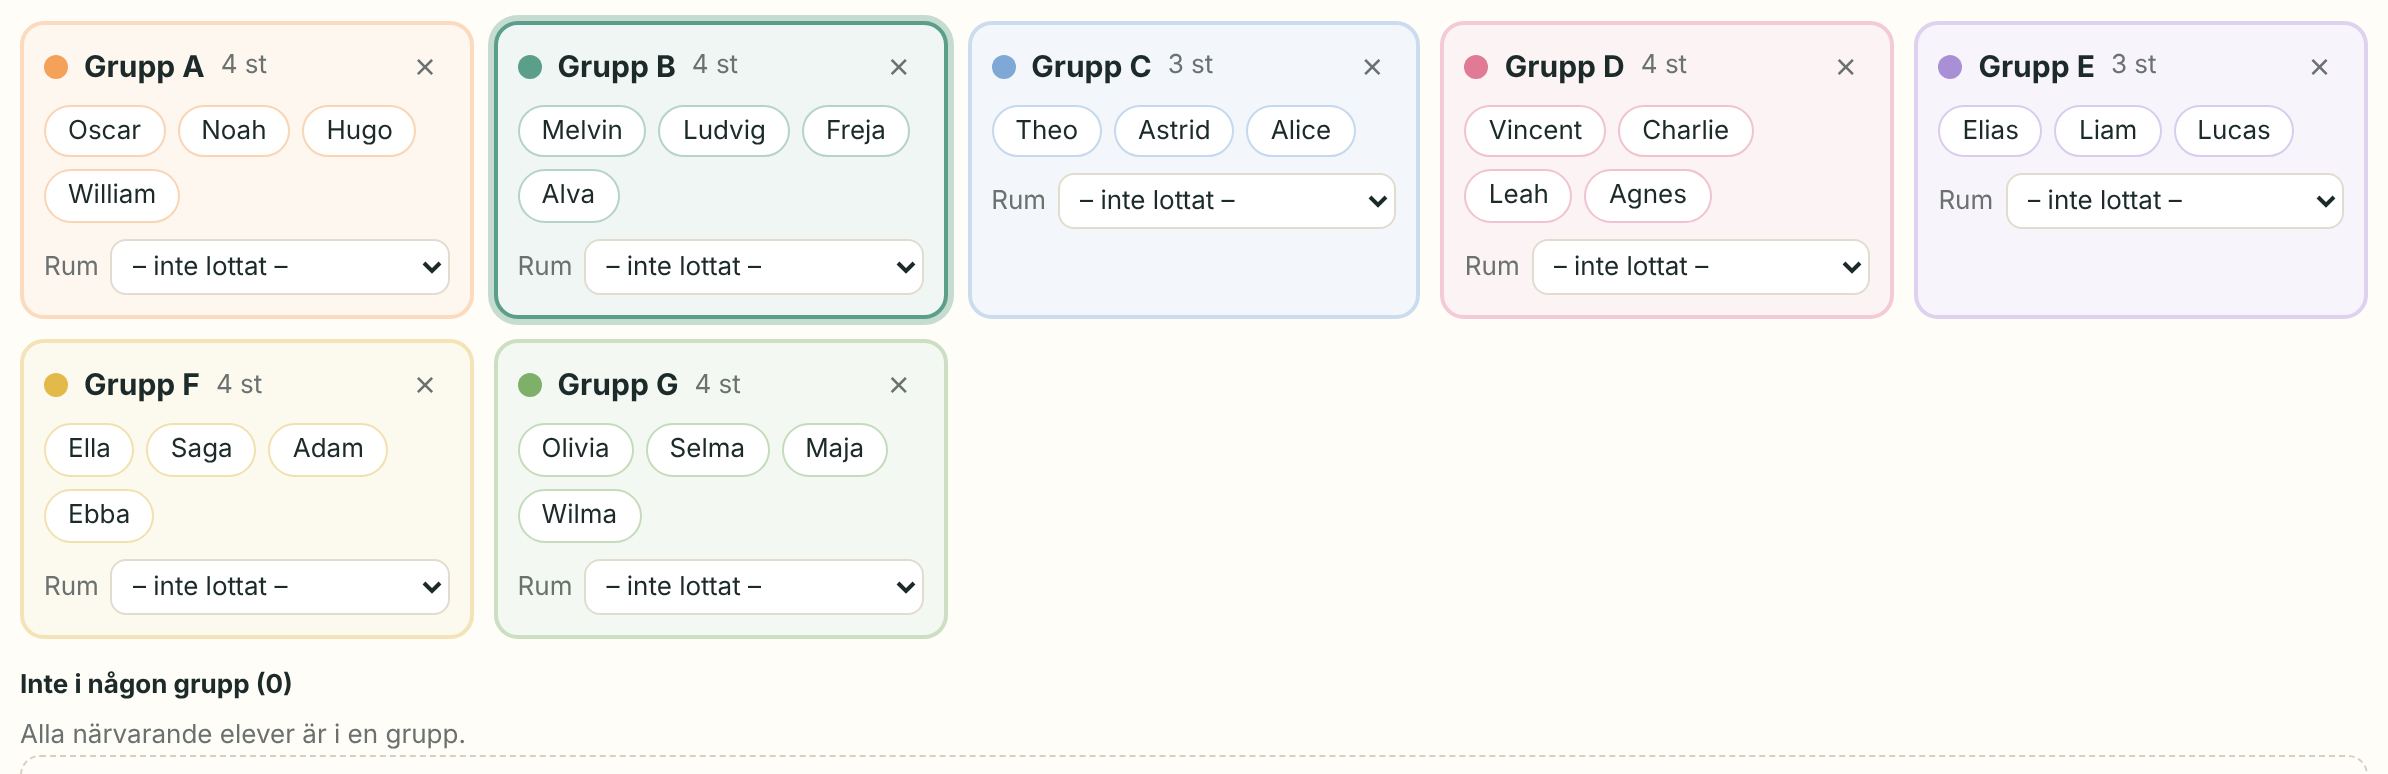 Grupp A 4 st ×
Oscar Noah Hugo
William
Rum – inte lottat –
Grupp B 4 st ×
Melvin Ludvig Freja
Alva
Rum – inte lottat –
Grupp C 3 st ×
Theo Astrid Alice
Rum – inte lottat –
Grupp D 4 st ×
Vincent Charlie
Leah Agnes
Rum – inte lottat –
Grupp E 3 st ×
Elias Liam Lucas
Rum – inte lottat –
Grupp F 4 st ×
Ella Saga Adam
Ebba
Rum – inte lottat –
Grupp G 4 st ×
Olivia Selma Maja
Wilma
Rum – inte lottat –
Inte i någon grupp (0)
Alla närvarande elever är i en grupp.